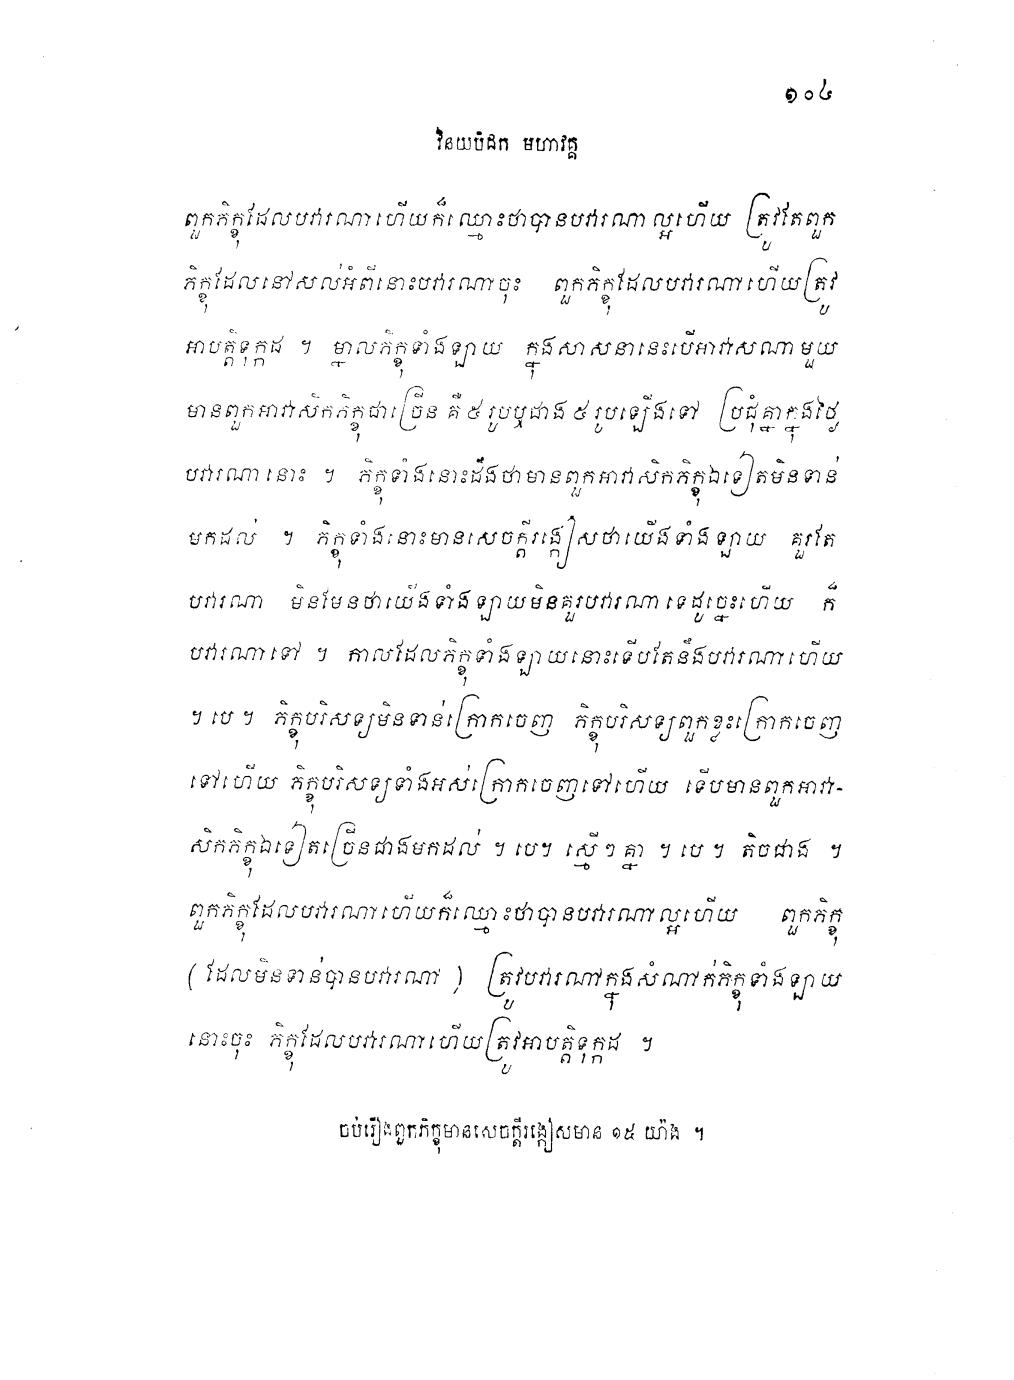 ១០៤
វិនយបិដក មហាវគ្គ
ពួកភិក្ខុដែលបវារណាហើយក៏ឈ្មោះថាបានបវារណាល្អហើយ ត្រូវតែពួក
ភិក្ខុដែលនៅសល់អំពីនោះបវារណាចុះ ពួកភិក្ខុដែលបវារណាហើយត្រូវ
អាបត្តិទុក្កដ ។ ម្នាលភិក្ខុទាំងឡាយ ក្នុងសាសនានេះបើអាវាសណាមួយ
មានពួកអាវាសិកភិក្ខុជាច្រើន គឺ ៥ រូបឬជាង ៥ រូបឡើងទៅ ប្រជុំគ្នាក្នុងថ្ងៃ
បវារណានោះ ។ ភិក្ខុទាំងនោះដឹងថាមានពួកអាវាសិកភិក្ខុឯទៀតមិនទាន់
មកដល់ ។ ភិក្ខុទាំងនោះមានសេចក្តីរង្កៀសថាយើងទាំងឡាយ គួរតែ
បវារណា មិនមែនថាយើងទាំងឡាយមិនគួរបវារណាទេដូច្នេះហើយ ក៏
បវារណាទៅ ។ កាលដែលភិក្ខុទាំងឡាយនោះទើបតែនឹងបវារណាហើយ
។ បេ ។ ភិក្ខុបរិសទ្យមិនទាន់ក្រោកចេញ ភិក្ខុបរិសទ្យពួកខ្លះក្រោកចេញ
ទៅហើយ ភិក្ខុបរិសទ្យទាំងអស់ក្រោកចេញទៅហើយ ទើបមានពួកអាវា-
សិកភិក្ខុឯទៀតច្រើនជាងមកដល់ ។ បេ។ ស្មើៗគ្នា ។ បេ ។ តិចជាង ។
ពួកភិក្ខុដែលបវារណាហើយក៏ឈ្មោះថាបានបវារណាល្អហើយ ពួកភិក្ខុ
(ដែលមិនទាន់បានបវារណា) ត្រូវបវារណាក្នុងសំណាក់ភិក្ខុទាំងឡាយ
នោះចុះ ភិក្ខុដែលបវារណាហើយត្រូវអាបត្តិទុក្កដ ។
ចប់រឿងពួកភិក្ខុមានសេចក្តីរង្កៀសមាន ១៥ យ៉ាង ។